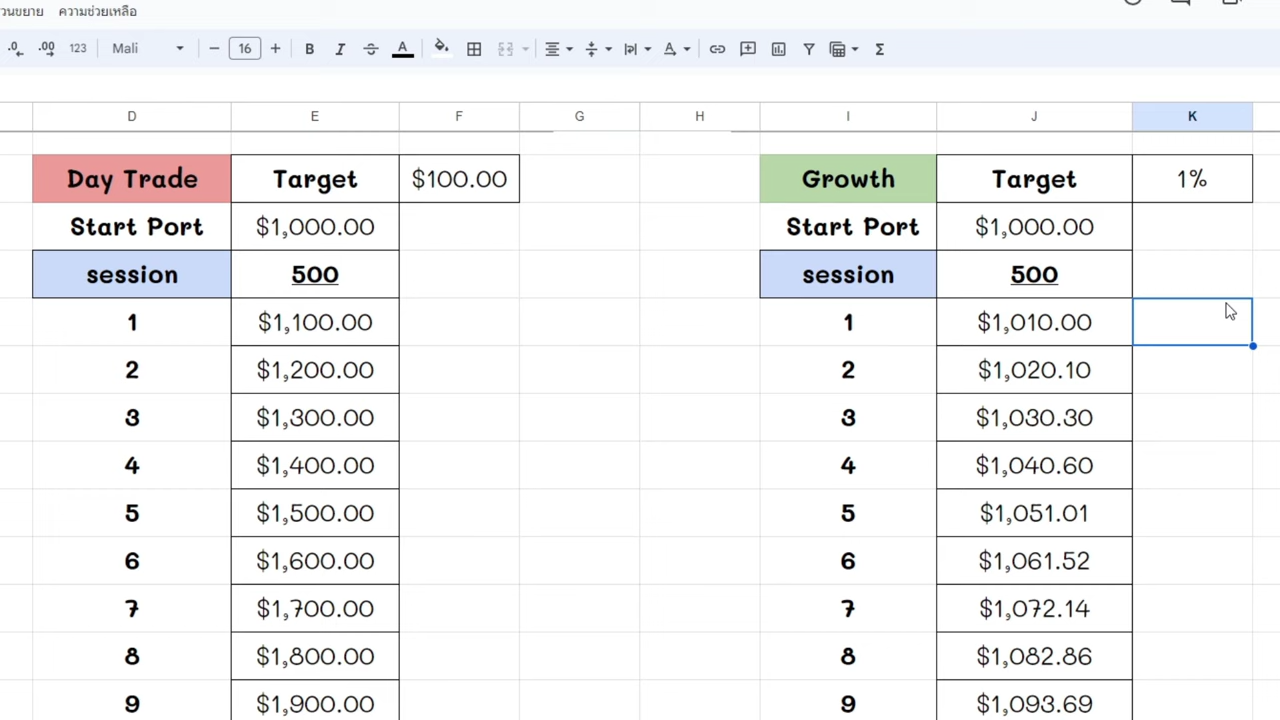 วนขยาย ความช่วยเหลือ
.0 .00 123 Mali − 16 + B I S A Σ
D E F G H I J K
Day Trade Target $100.00 Growth Target 1%
Start Port $1,000.00 Start Port $1,000.00
session 500 session 500
1 $1,100.00 1 $1,010.00
2 $1,200.00 2 $1,020.10
3 $1,300.00 3 $1,030.30
4 $1,400.00 4 $1,040.60
5 $1,500.00 5 $1,051.01
6 $1,600.00 6 $1,061.52
7 $1,700.00 7 $1,072.14
8 $1,800.00 8 $1,082.86
9 $1,900.00 9 $1,093.69